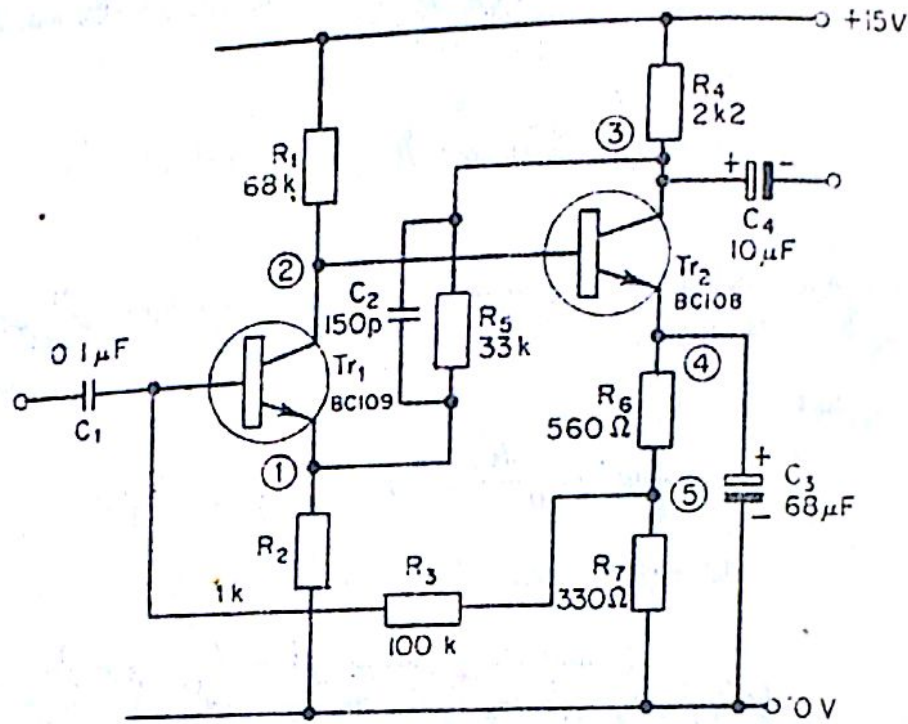 +15V
R4
2k2
3
R1
68k
+ -
C4
10μF
2
C2
150p
Tr2
BC108
R5
33k
0.1μF
Tr1
BC109
C1
4
R6
560Ω
+
C3
68μF
-
1
5
R2
1k
R3
100k
R7
330Ω
0V